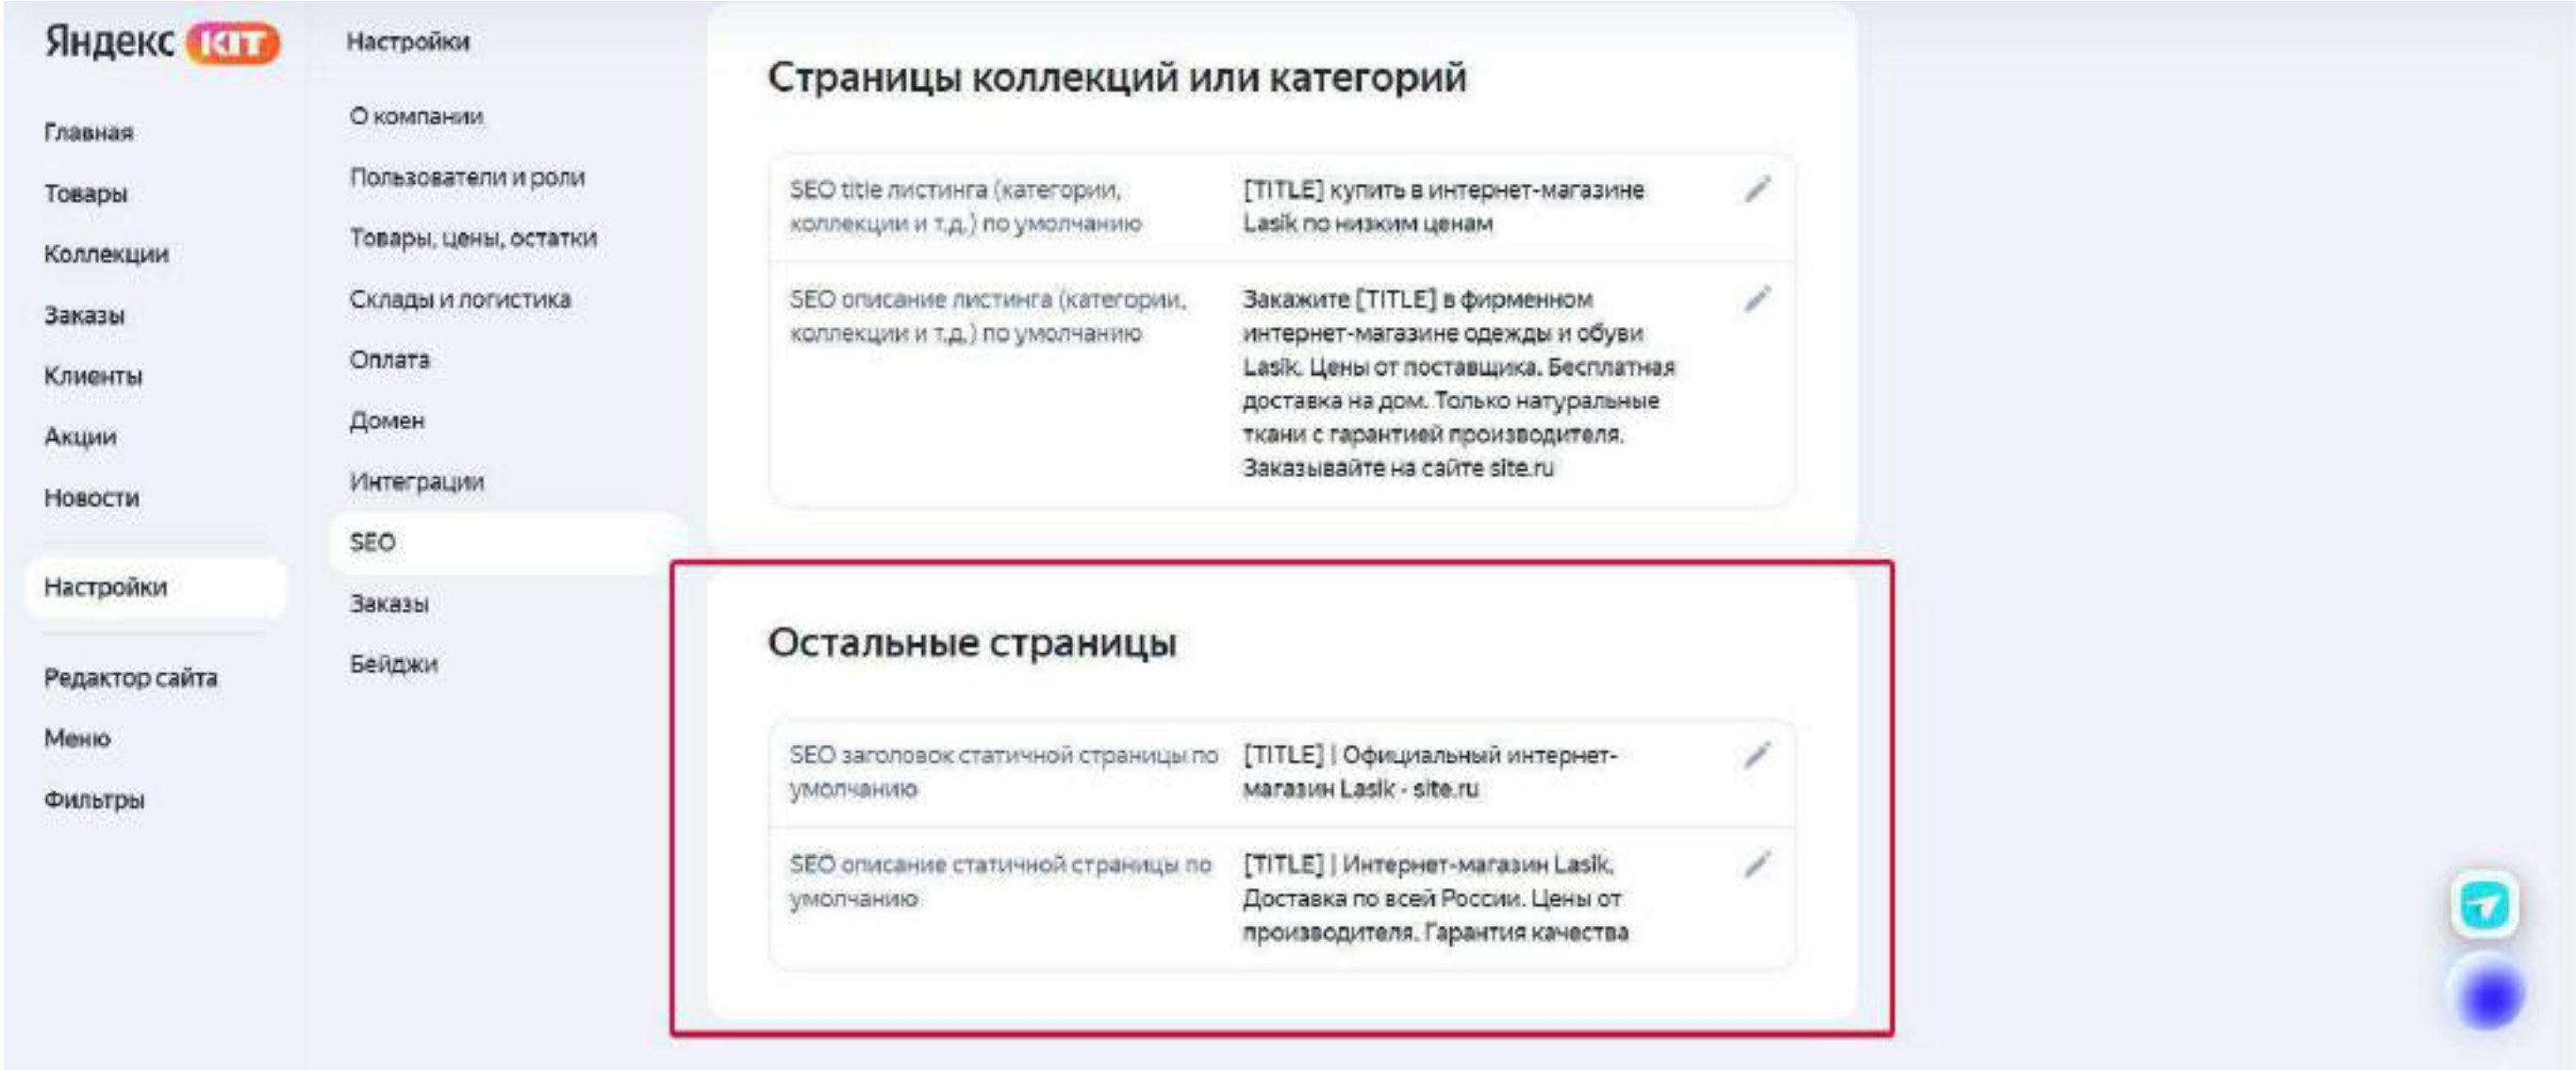 Яндекс KIT
Главная
Товары
Коллекции
Заказы
Клиенты
Акции
Новости
Настройки
Редактор сайта
Меню
Фильтры
Настройки
О компании
Пользователи и роли
Товары, цены, остатки
Склады и логистика
Оплата
Домен
Интеграции
SEO
Заказы
Бейджи
Страницы коллекций или категорий
SEO title листинга (категории,
коллекции и т.д.) по умолчанию
[TITLE] купить в интернет-магазине
Lasik по низким ценам
SEO описание листинга (категории,
коллекции и т.д.) по умолчанию
Закажите [TITLE] в фирменном
интернет-магазине одежды и обуви
Lasik. Цены от поставщика. Бесплатная
доставка на дом. Только натуральные
ткани с гарантией производителя.
Заказывайте на сайте site.ru
Остальные страницы
SEO заголовок статичной страницы по
умолчанию
[TITLE] | Официальный интернет-
магазин Lasik - site.ru
SEO описание статичной страницы по
умолчанию
[TITLE] | Интернет-магазин Lasik.
Доставка по всей России. Цены от
производителя. Гарантия качества